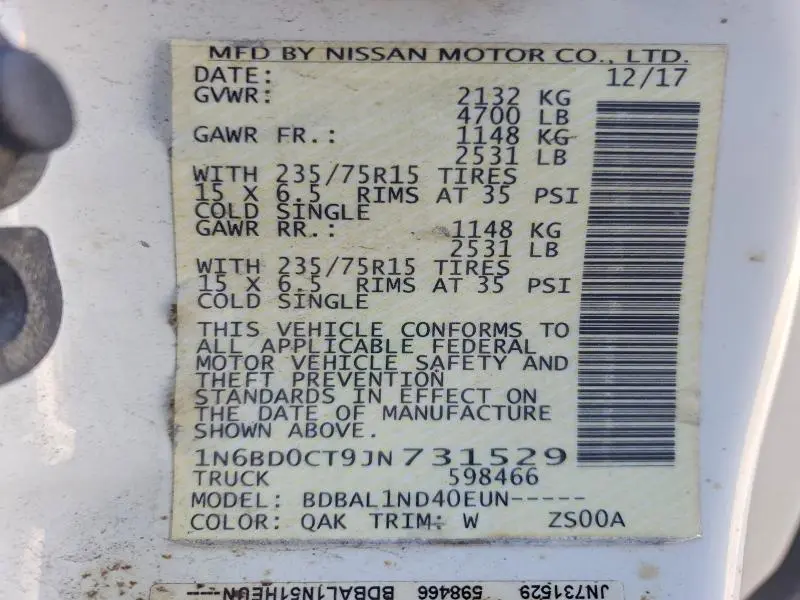 MFD BY NISSAN MOTOR CO., LTD.
DATE: 12/17
GVWR: 2132 KG
4700 LB
GAWR FR.: 1148 KG
2531 LB
WITH 235/75R15 TIRES
15 X 6.5 RIMS AT 35 PSI
COLD SINGLE
GAWR RR.: 1148 KG
2531 LB
WITH 235/75R15 TIRES
15 X 6.5 RIMS AT 35 PSI
COLD SINGLE
THIS VEHICLE CONFORMS TO
ALL APPLICABLE FEDERAL
MOTOR VEHICLE SAFETY AND
THEFT PREVENTION
STANDARDS IN EFFECT ON
THE DATE OF MANUFACTURE
SHOWN ABOVE.
1N6BD0CT9JN731529
TRUCK 598466
MODEL: BDBAL1ND40EUN-----
COLOR: QAK TRIM: W ZS00A
JN731529 598466 BDBAL1N51HEUN---